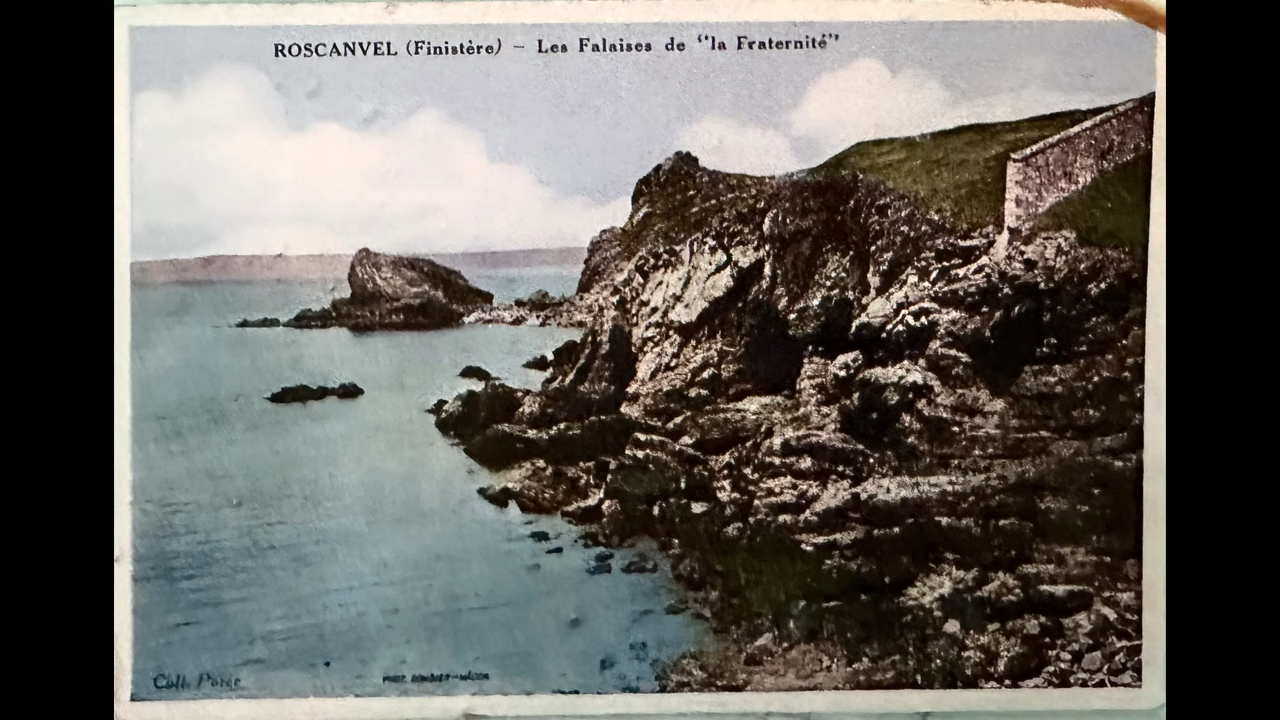 ROSCANVEL (Finistère) – Les Falaises de "la Fraternité"
Coll. Porée